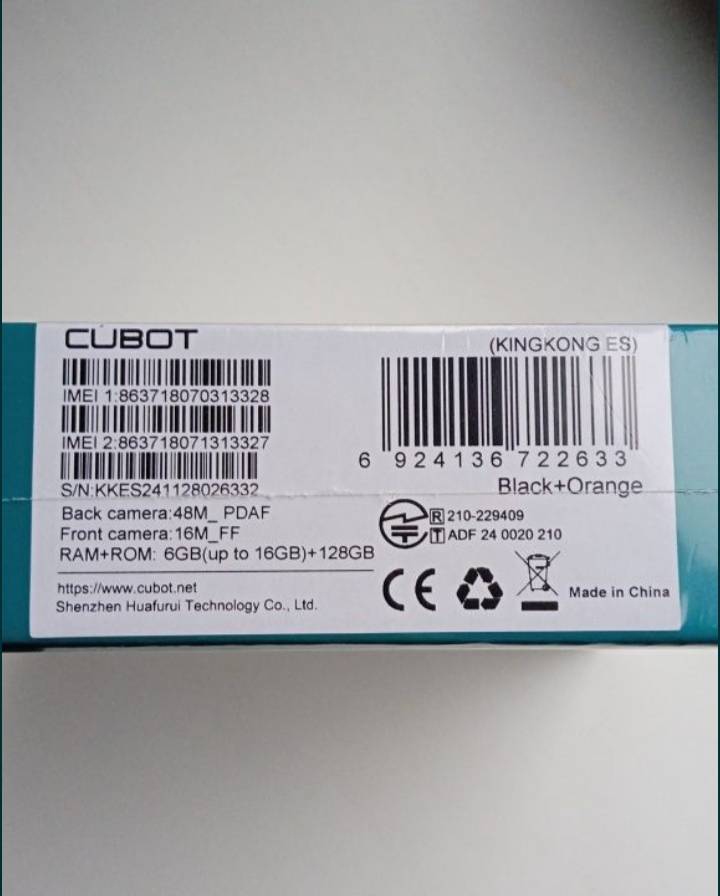 CUBOT
IMEI 1:863718070313328
IMEI 2:863718071313327
S/N:KKES241128026332
Back camera:48M_ PDAF
Front camera:16M_FF
RAM+ROM: 6GB(up to 16GB)+128GB
https://www.cubot.net
Shenzhen Huafurui Technology Co., Ltd.
(KINGKONG ES)
6 924136 722633
Black+Orange
R 210-229409
T ADF 24 0020 210
CE
Made in China